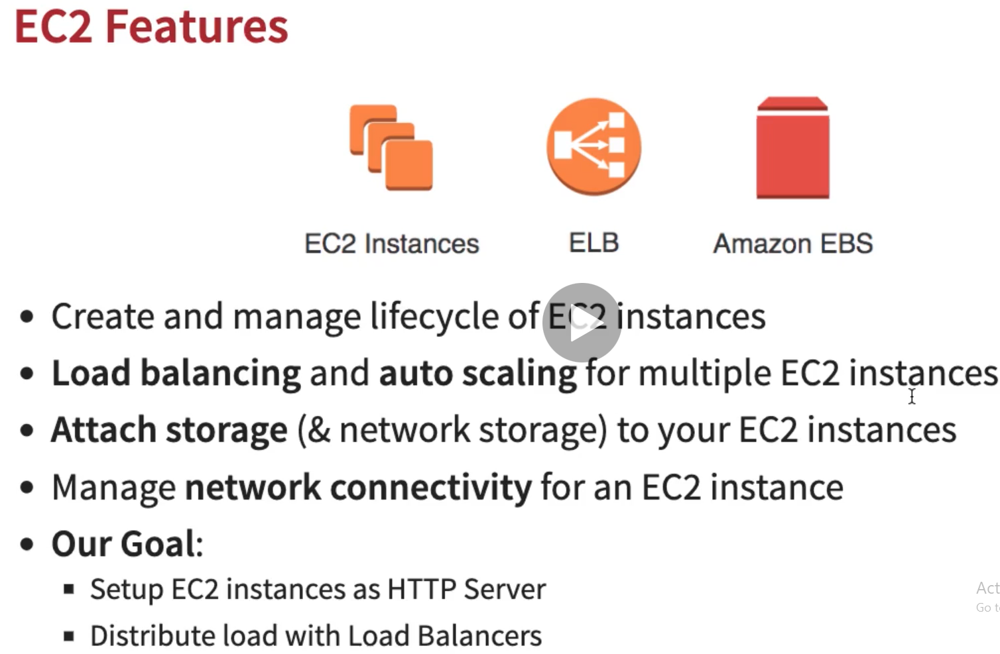 EC2 Features
EC2 Instances
ELB
Amazon EBS
• Create and manage lifecycle of EC2 instances
• Load balancing and auto scaling for multiple EC2 instances
• Attach storage (& network storage) to your EC2 instances
• Manage network connectivity for an EC2 instance
• Our Goal:
▪ Setup EC2 instances as HTTP Server
▪ Distribute load with Load Balancers
Act
Go t